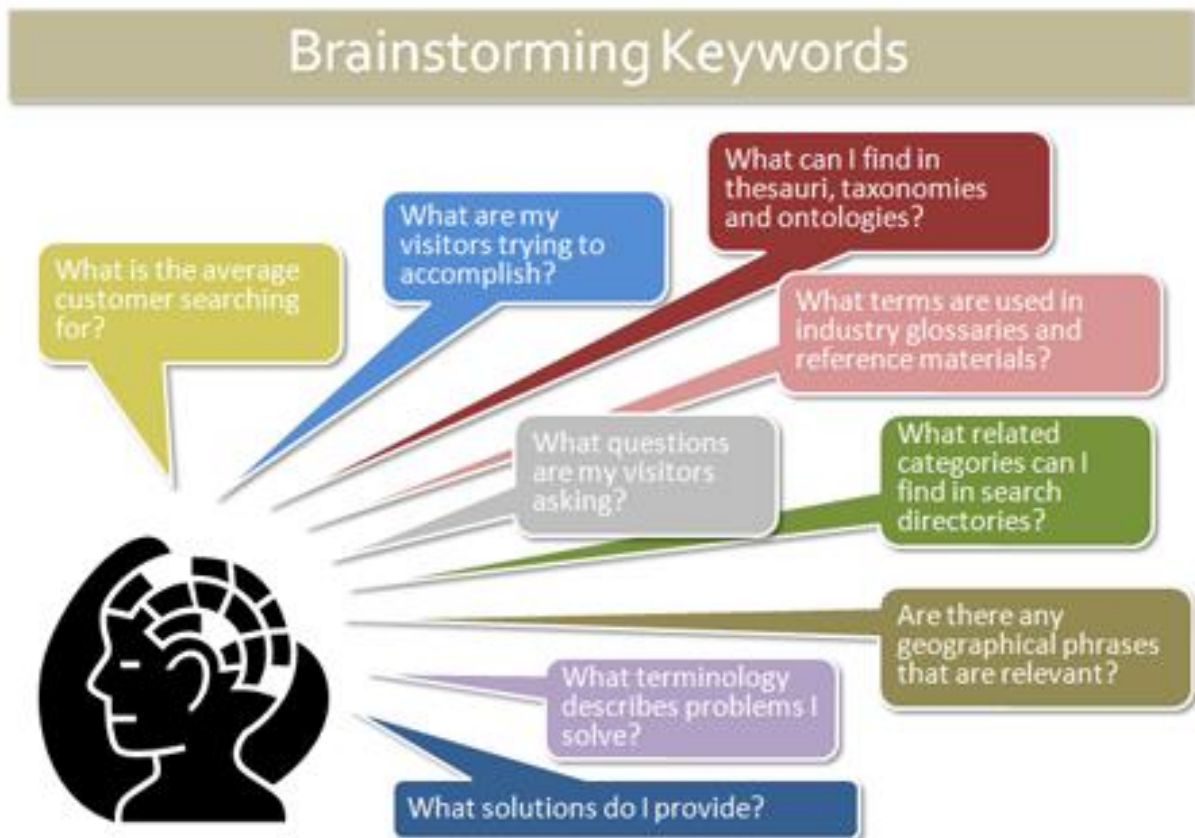 Brainstorming Keywords
What is the average
customer searching
for?
What are my
visitors trying to
accomplish?
What can I find in
thesauri, taxonomies
and ontologies?
What terms are used in
industry glossaries and
reference materials?
What questions
are my visitors
asking?
What related
categories can I
find in search
directories?
Are there any
geographical phrases
that are relevant?
What terminology
describes problems I
solve?
What solutions do I provide?